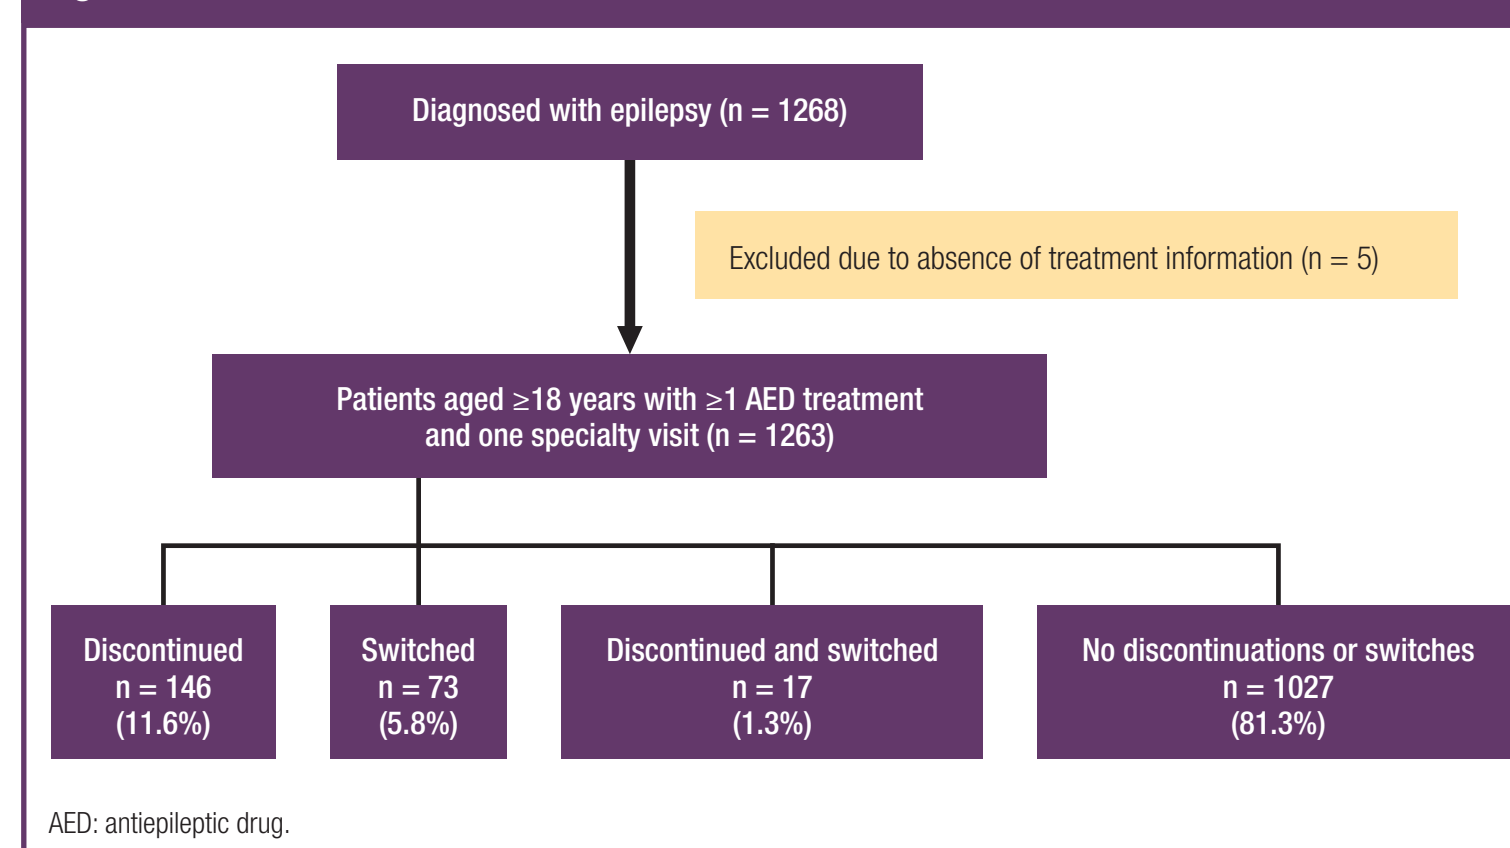 Diagnosed with epilepsy (n = 1268)
Excluded due to absence of treatment information (n = 5)
Patients aged ≥18 years with ≥1 AED treatment
and one specialty visit (n = 1263)
Discontinued
n = 146
(11.6%)
Switched
n = 73
(5.8%)
Discontinued and switched
n = 17
(1.3%)
No discontinuations or switches
n = 1027
(81.3%)
AED: antiepileptic drug.